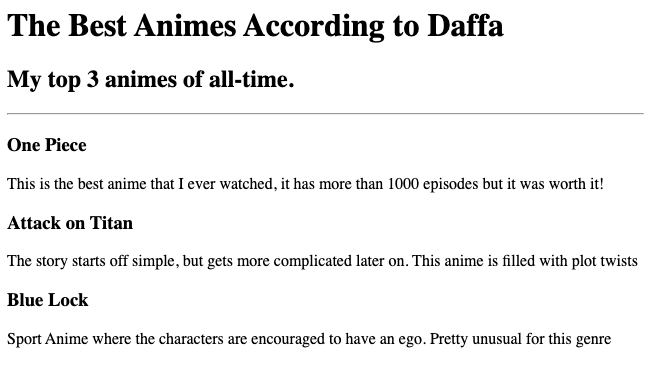 The Best Animes According to Daffa
My top 3 animes of all-time.
One Piece
This is the best anime that I ever watched, it has more than 1000 episodes but it was worth it!
Attack on Titan
The story starts off simple, but gets more complicated later on. This anime is filled with plot twists
Blue Lock
Sport Anime where the characters are encouraged to have an ego. Pretty unusual for this genre